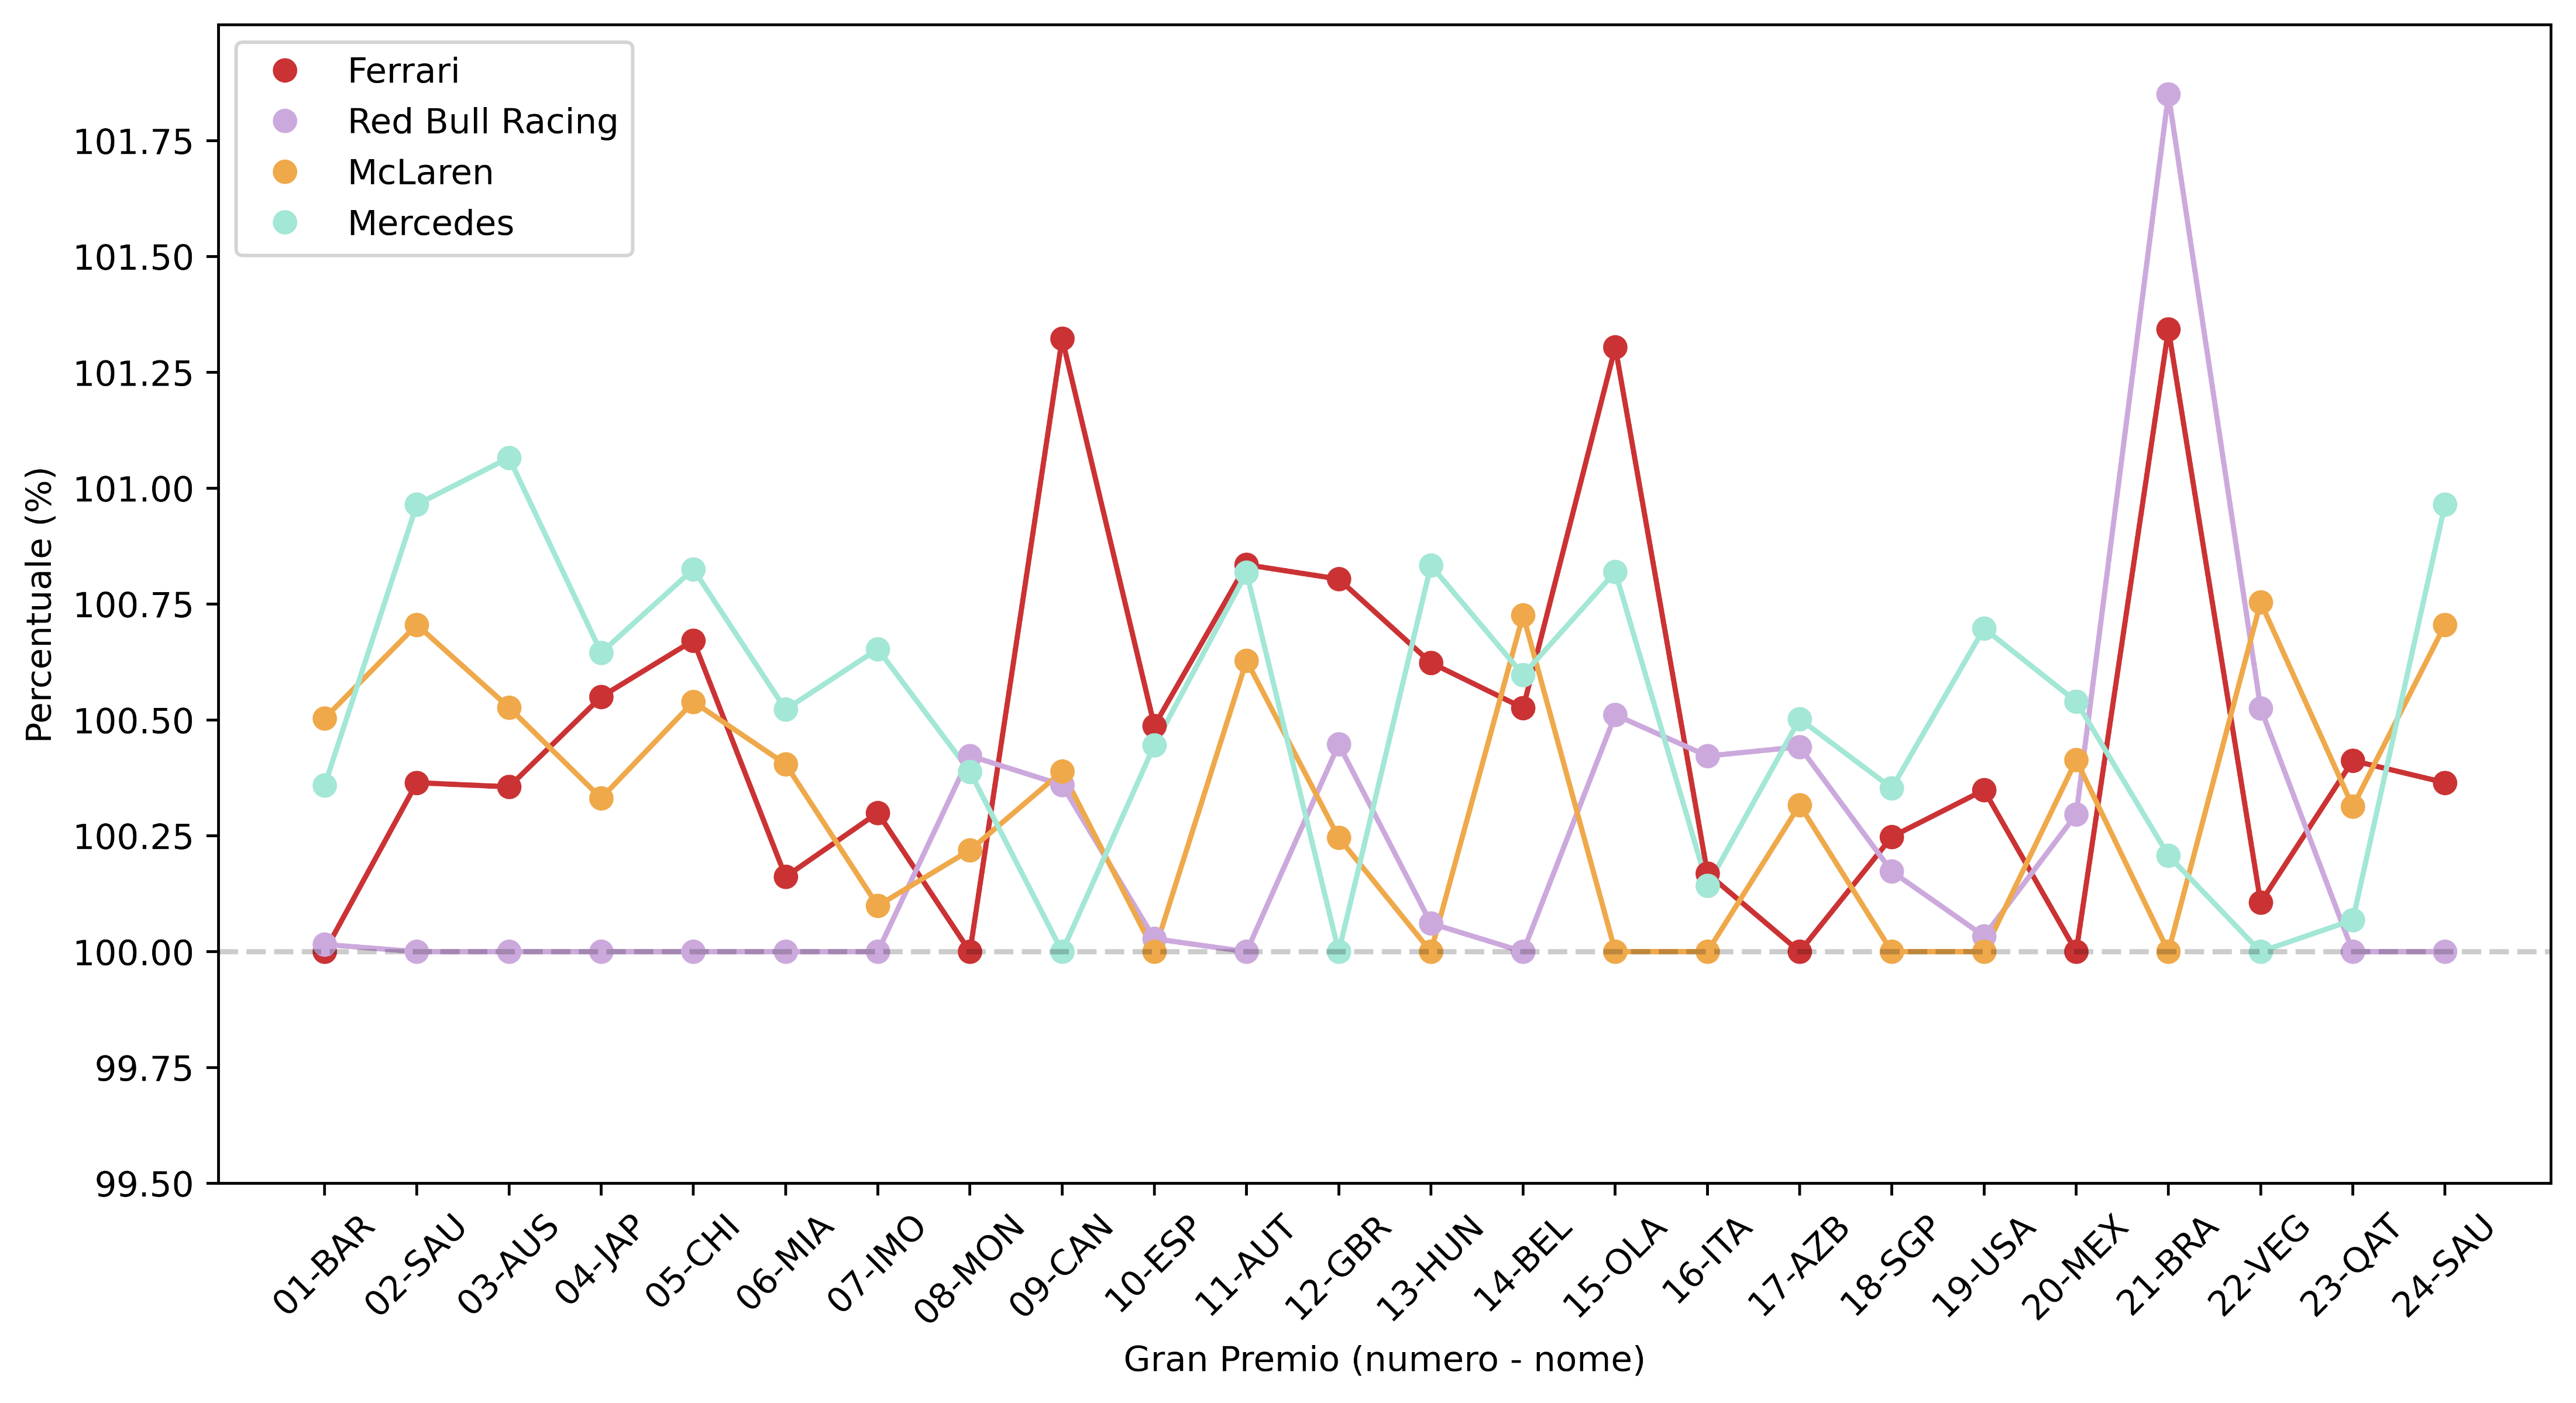 Ferrari
Red Bull Racing
McLaren
Mercedes
Percentuale (%)
101.75
101.50
101.25
101.00
100.75
100.50
100.25
100.00
99.75
99.50
01-BAR
02-SAU
03-AUS
04-JAP
05-CHI
06-MIA
07-IMO
08-MON
09-CAN
10-ESP
11-AUT
12-GBR
13-HUN
14-BEL
15-OLA
16-ITA
17-AZB
18-SGP
19-USA
20-MEX
21-BRA
22-VEG
23-QAT
24-SAU
Gran Premio (numero - nome)